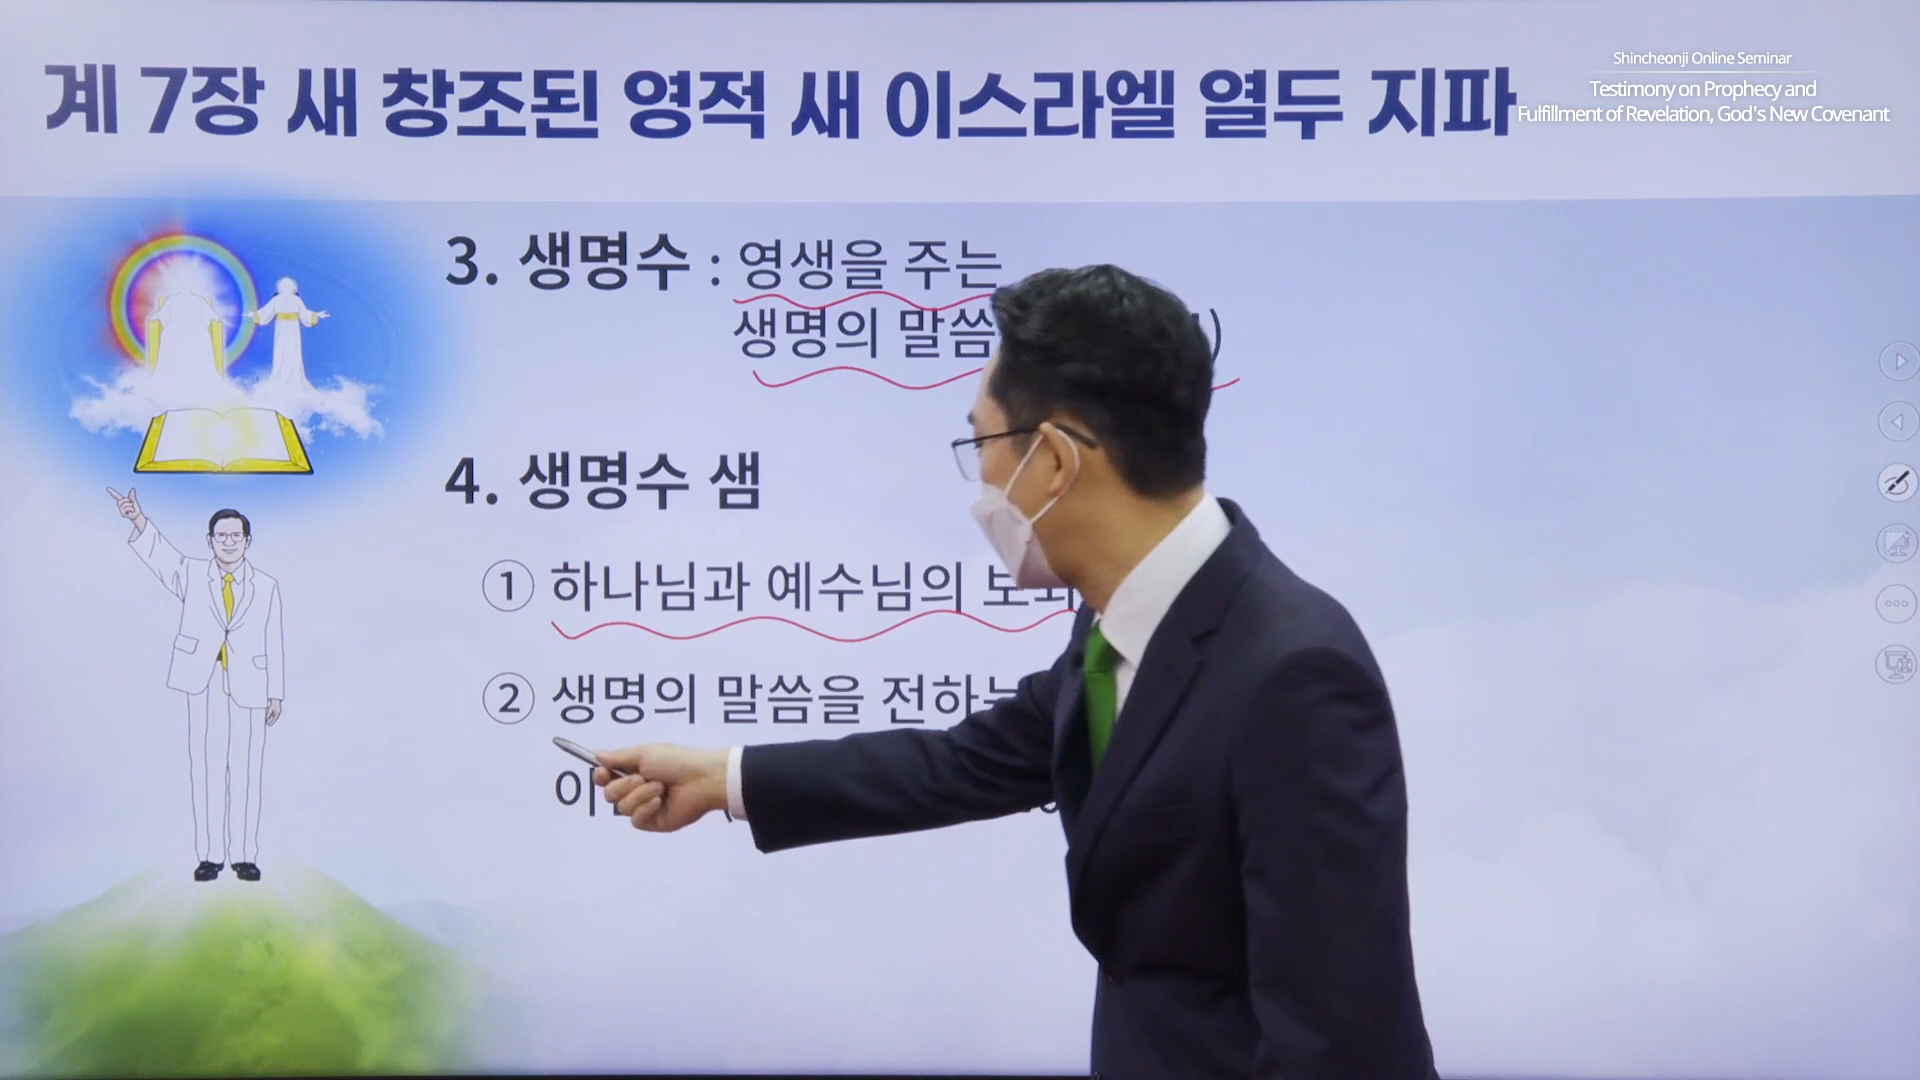 계 7장 새 창조된 영적 새 이스라엘 열두 지파
Shincheonji Online Seminar
Testimony on Prophecy and
Fulfillment of Revelation, God's New Covenant
3. 생명수 : 영생을 주는
생명의 말씀
4. 생명수 샘
① 하나님과 예수님의
② 생명의 말씀을